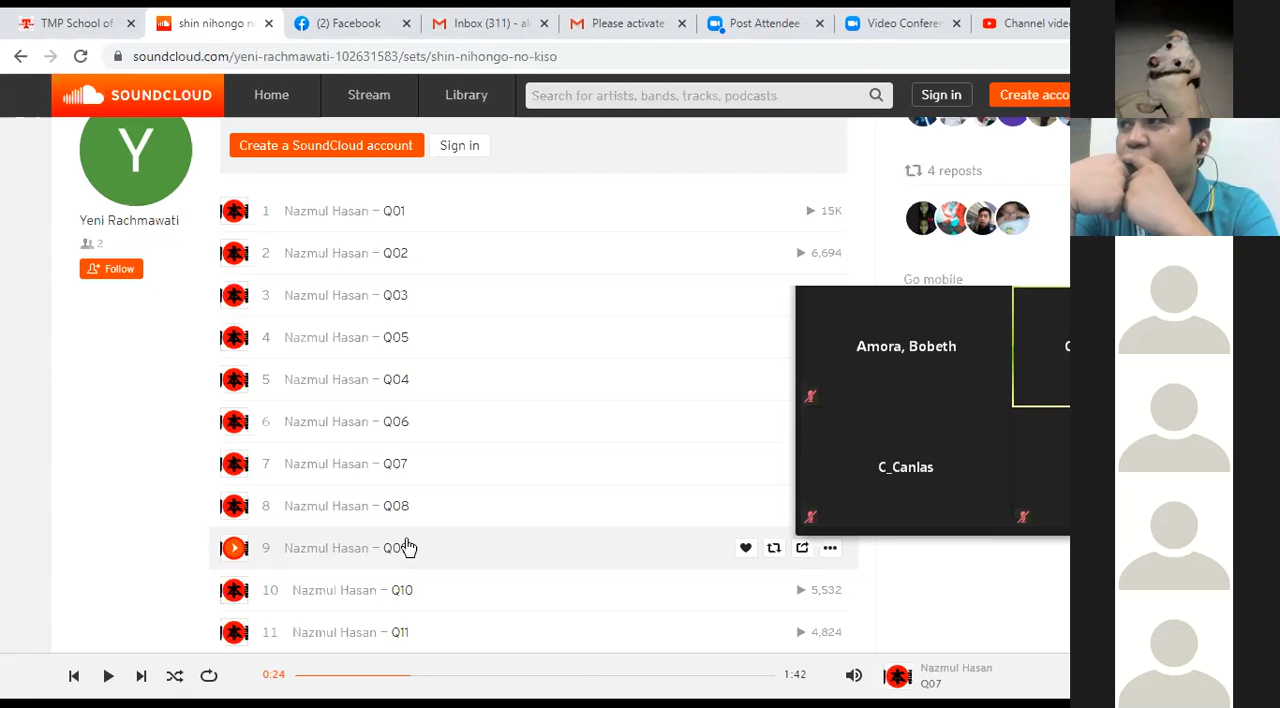 TMP School of
shin nihongo no kiso
(2) Facebook
Inbox (311) - al
Please activate
Post Attendee -
Video Conferen
Channel video
soundcloud.com/yeni-rachmawati-102631583/sets/shin-nihongo-no-kiso
SOUNDCLOUD
Home
Stream
Library
Search for artists, bands, tracks, podcasts
Sign in
Create acco
Y
Create a SoundCloud account
Sign in
Yeni Rachmawati
2
Follow
1 Nazmul Hasan – Q01 15K
2 Nazmul Hasan – Q02 6,694
3 Nazmul Hasan – Q03
4 Nazmul Hasan – Q05
5 Nazmul Hasan – Q04
6 Nazmul Hasan – Q06
7 Nazmul Hasan – Q07
8 Nazmul Hasan – Q08
9 Nazmul Hasan –
10 Nazmul Hasan – Q10 5,532
11 Nazmul Hasan – Q11 4,824
4 reposts
Go mobile
Amora, Bobeth
C_Canlas
0:24
1:42
Nazmul Hasan
Q07